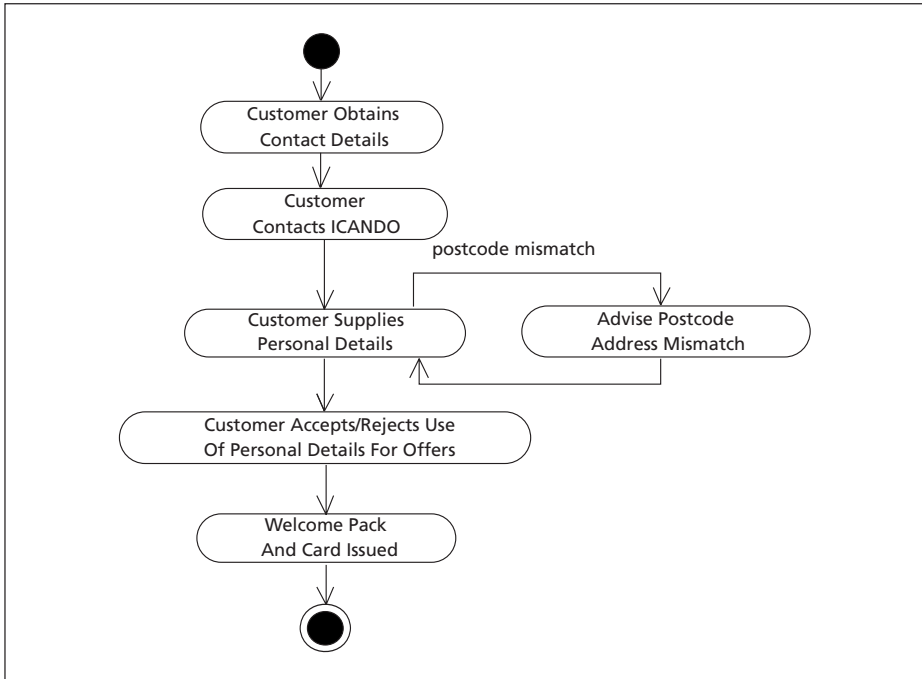 Customer Obtains
Contact Details
Customer
Contacts ICANDO
postcode mismatch
Customer Supplies
Personal Details
Advise Postcode
Address Mismatch
Customer Accepts/Rejects Use
Of Personal Details For Offers
Welcome Pack
And Card Issued